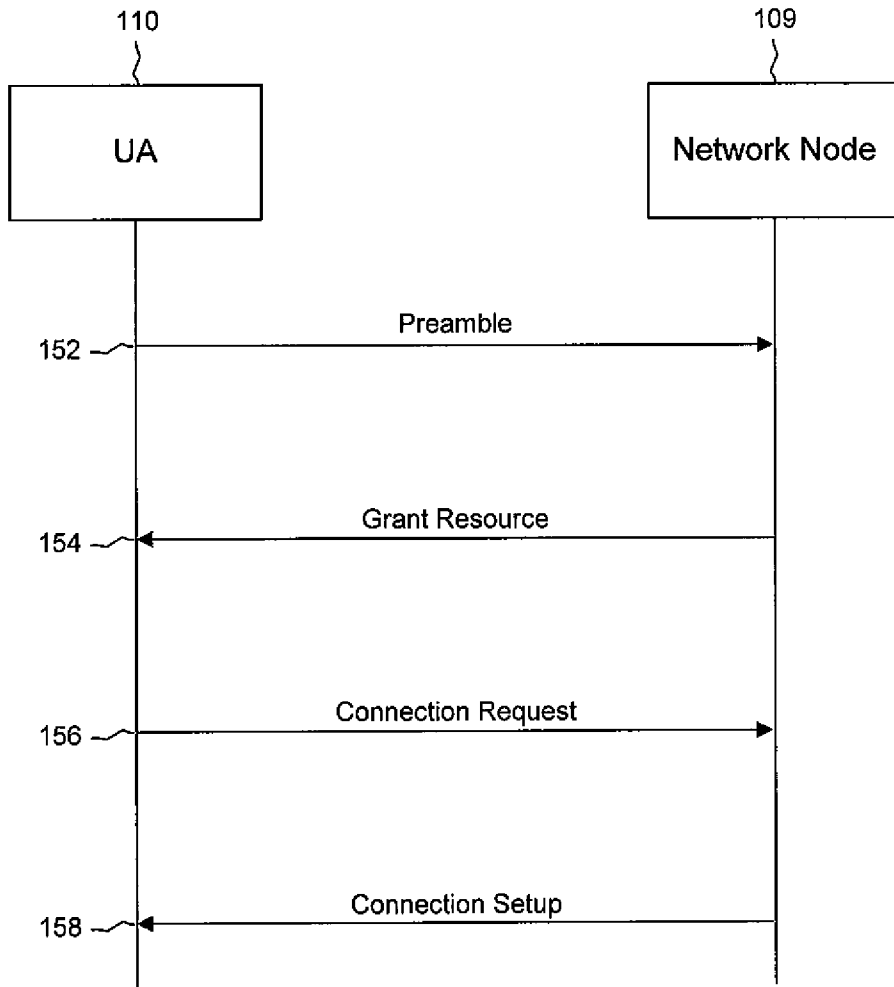 110
109
UA
Network Node
Preamble
152
Grant Resource
154
Connection Request
156
Connection Setup
158